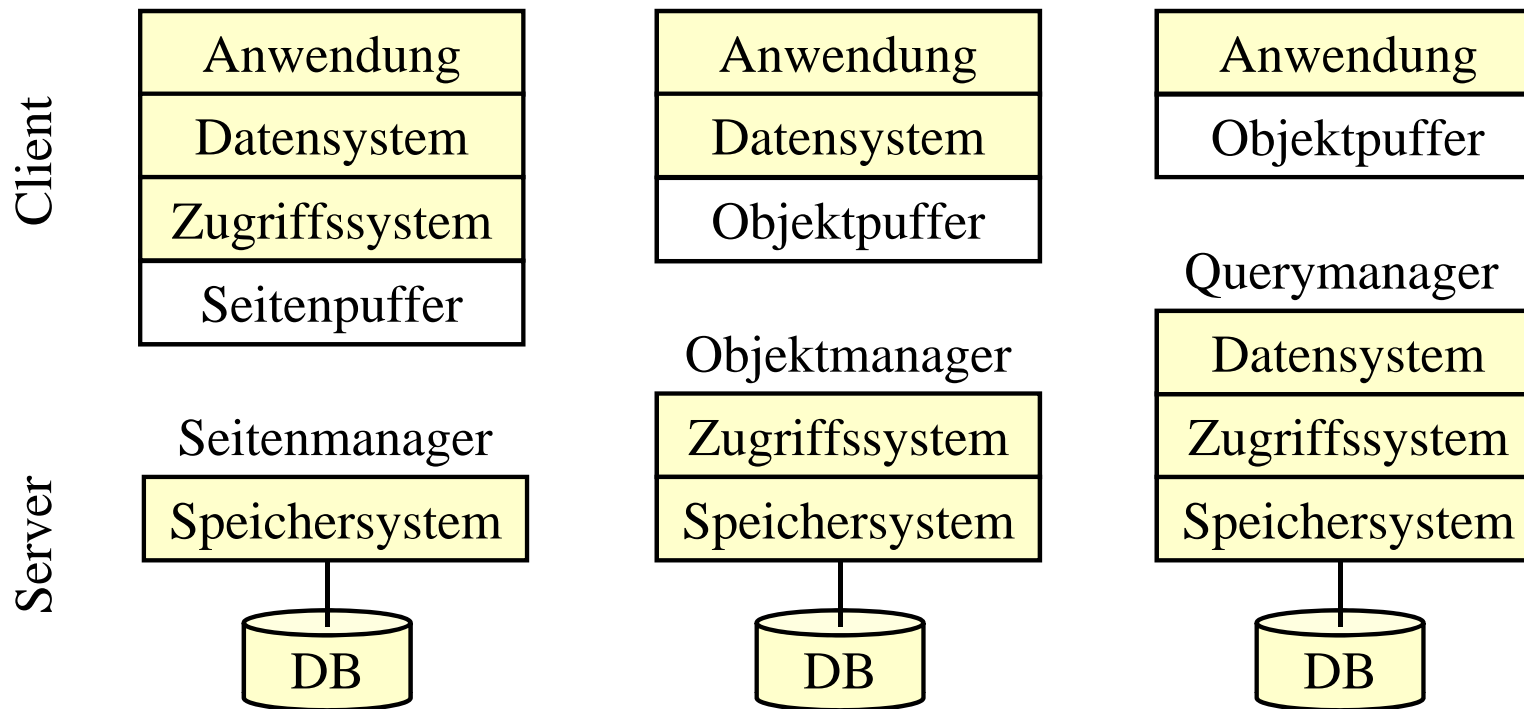 Client
Server
Anwendung
Datensystem
Zugriffssystem
Seitenpuffer
Seitenmanager
Speichersystem
DB
Anwendung
Datensystem
Objektpuffer
Objektmanager
Zugriffssystem
Speichersystem
DB
Anwendung
Objektpuffer
Querymanager
Datensystem
Zugriffssystem
Speichersystem
DB